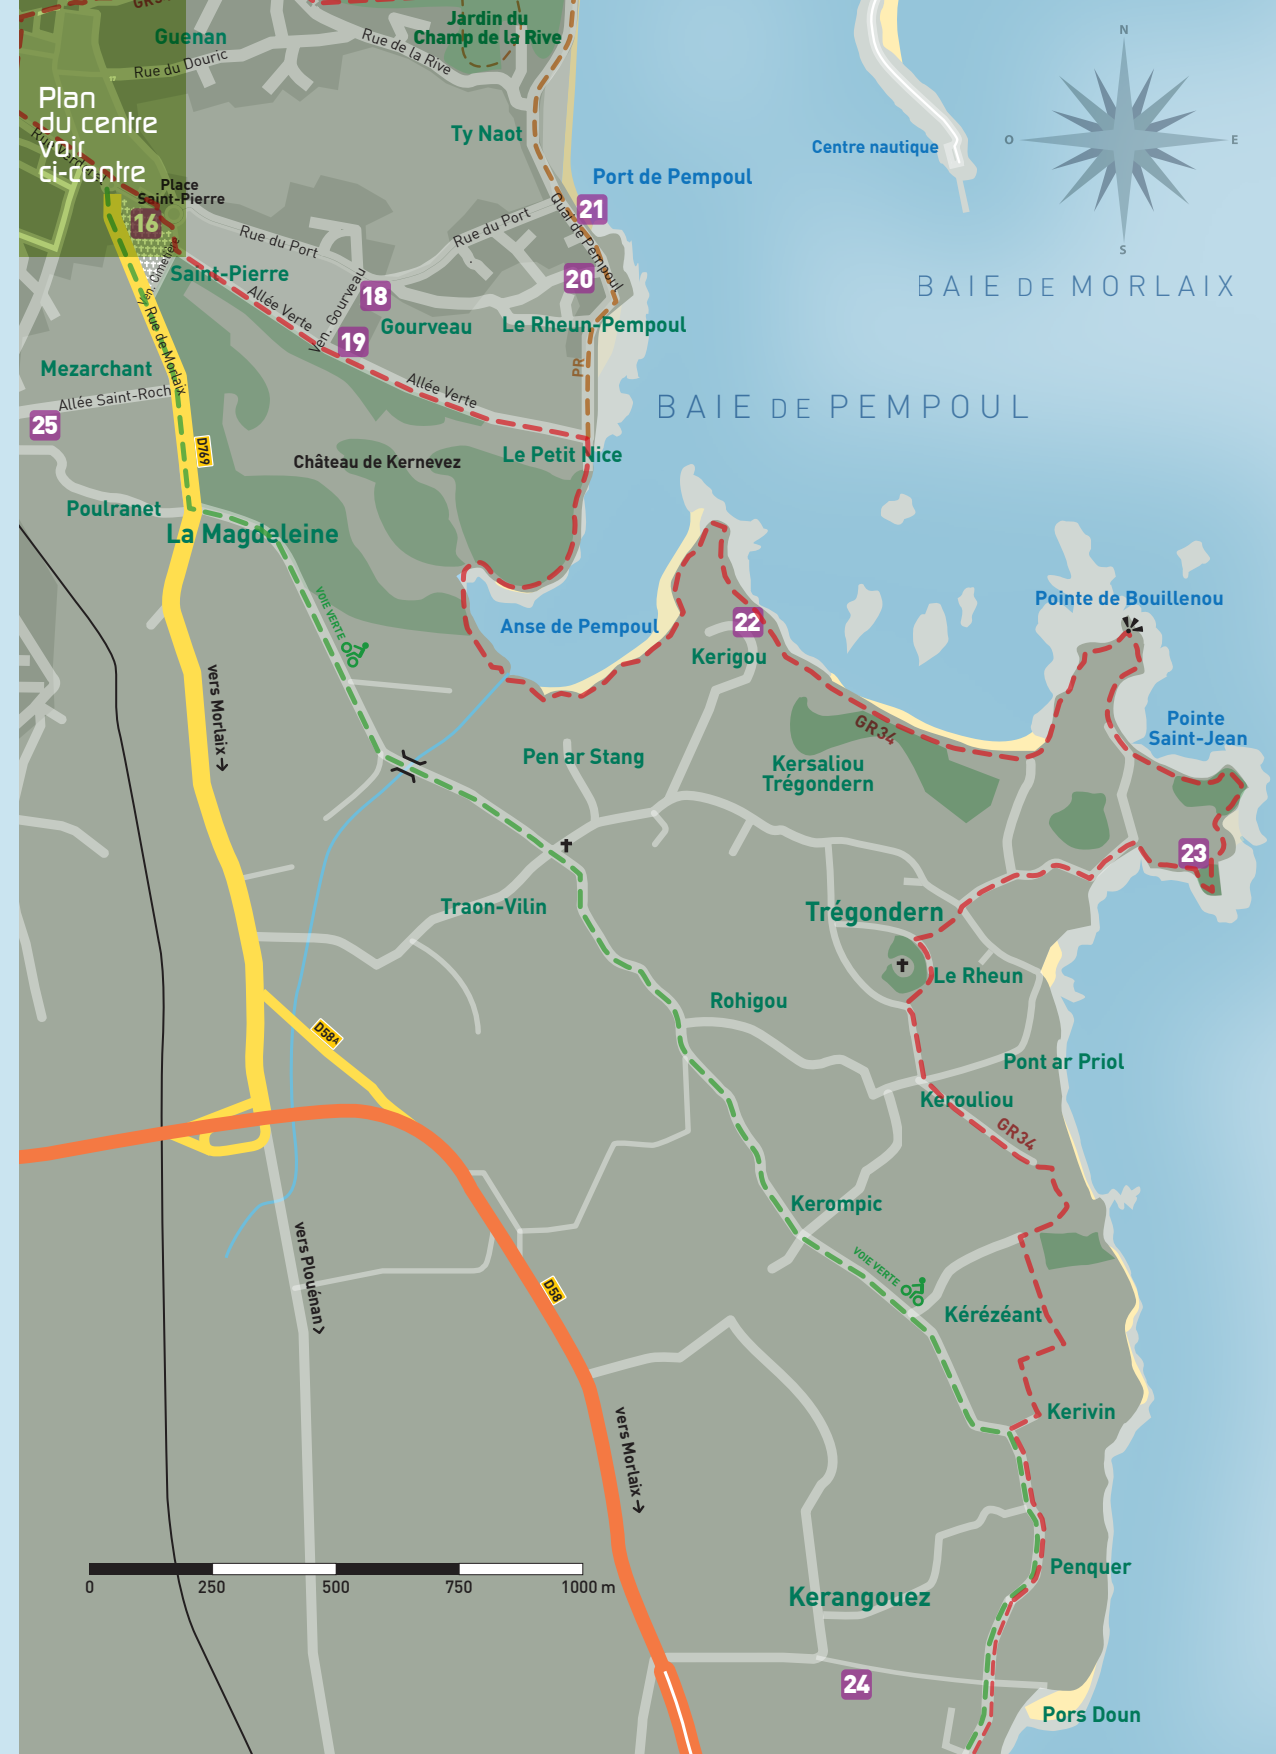 GR34
Guenan
Jardin du
Champ de la Rive
Rue de la Rive
Rue du Douric
Plan
du centre
voir
ci-contre
Rue Verderel
Ty Naot
Centre nautique
N
O
E
S
Port de Pempoul
Place
Saint-Pierre
16
21
Rue du Port
Rue du Port
Quai de Pempoul
Ven. Cimetière
Saint-Pierre
20
BAIE DE MORLAIX
Allée Verte
Ven. Gourveau
18
Gourveau
Le Rheun-Pempoul
19
Rue de Morlaix
Mezarchant
PR
Allée Saint-Roch
Allée Verte
BAIE DE PEMPOUL
25
D769
Château de Kernevez
Le Petit Nice
Poulranet
La Magdeleine
VOIE VERTE
Anse de Pempoul
22
Kerigou
Pointe de Bouillenou
vers Morlaix
GR34
Pointe
Saint-Jean
Pen ar Stang
Kersaliou
Trégondern
23
Traon-Vilin
Trégondern
Le Rheun
Rohigou
D58A
Pont ar Priol
Kerouliou
GR34
Kerompic
vers Plouénan
VOIE VERTE
D58
Kérézéant
Kerivin
vers Morlaix
Penquer
0
250
500
750
1000 m
Kerangouez
24
Pors Doun